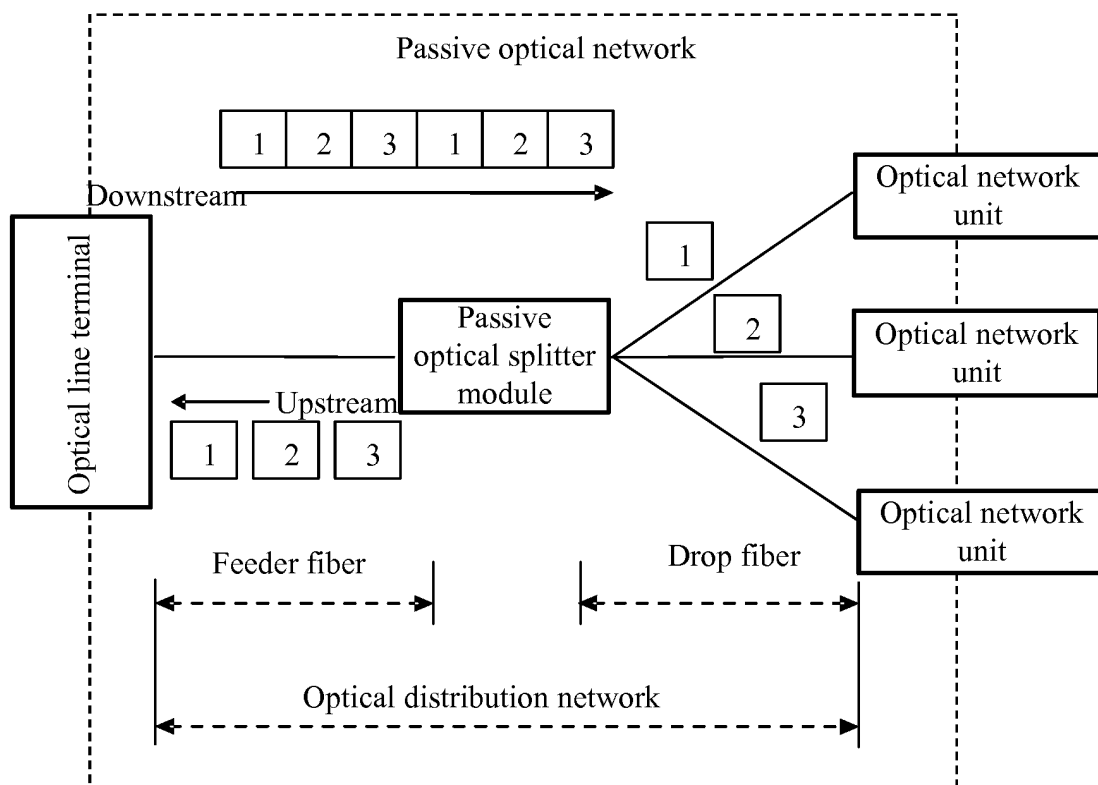 Passive optical network
1 2 3 1 2 3
Downstream
Optical network
unit
1
Optical line terminal
2
Passive
optical splitter
module
Optical network
unit
Upstream
1 2 3
3
Optical network
unit
Feeder fiber
Drop fiber
Optical distribution network